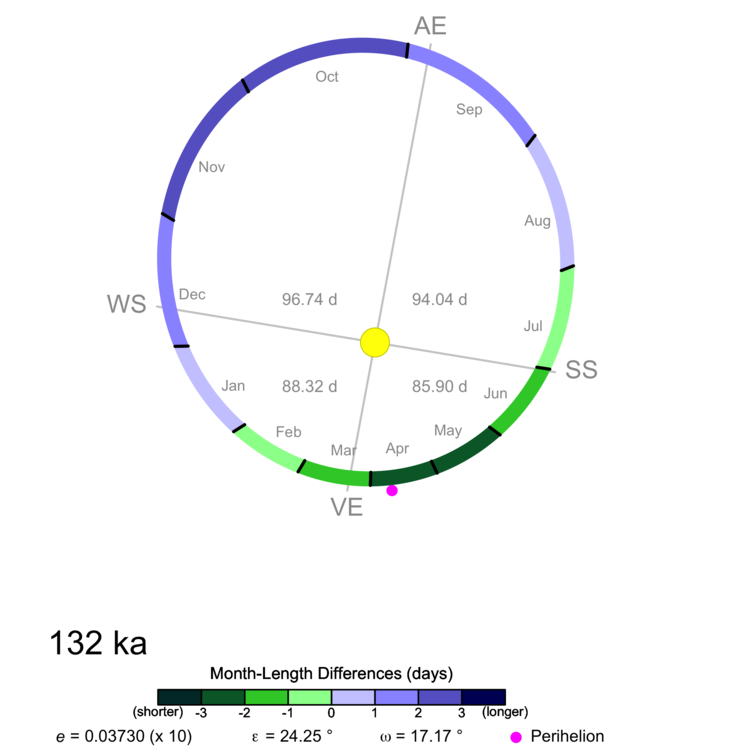 AE
Oct
Sep
Nov
Aug
WS
Dec
96.74 d
94.04 d
Jul
SS
Jan
88.32 d
85.90 d
Jun
Feb
Mar
Apr
May
VE
132 ka
Month-Length Differences (days)
(shorter) -3 -2 -1 0 1 2 3 (longer)
e = 0.03730 (x 10) ε = 24.25 ° ω = 17.17 ° Perihelion